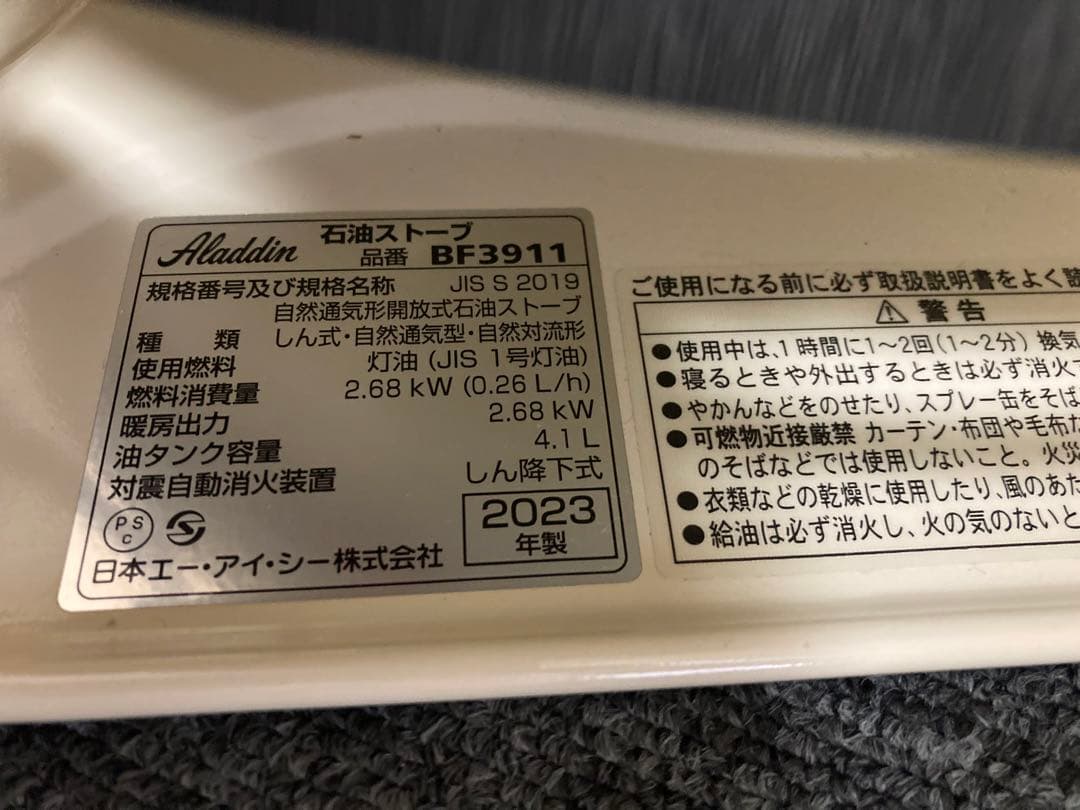 Aladdin 石油ストーブ
品番 BF3911
規格番号及び規格名称 JIS S 2019
自然通気形開放式石油ストーブ
種類 しん式・自然通気型・自然対流形
使用燃料 灯油 (JIS 1号灯油)
燃料消費量 2.68 kW (0.26 L/h)
暖房出力 2.68 kW
油タンク容量 4.1 L
対震自動消火装置 しん降下式
PS c
2023
年製
日本エー・アイ・シー株式会社
ご使用になる前に必ず取扱説明書をよく読
⚠ 警告
●使用中は、1時間に1~2回(1~2分)換気
●寝るときや外出するときは必ず消火
●やかんなどをのせたり、スプレー缶をそば
●可燃物近接厳禁 カーテン・布団や毛布な
のそばなどでは使用しないこと。火災
●衣類などの乾燥に使用したり、風のあた
●給油は必ず消火し、火の気のないと